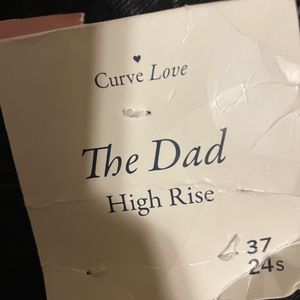 Curve Love
The Dad
High Rise
37
24s